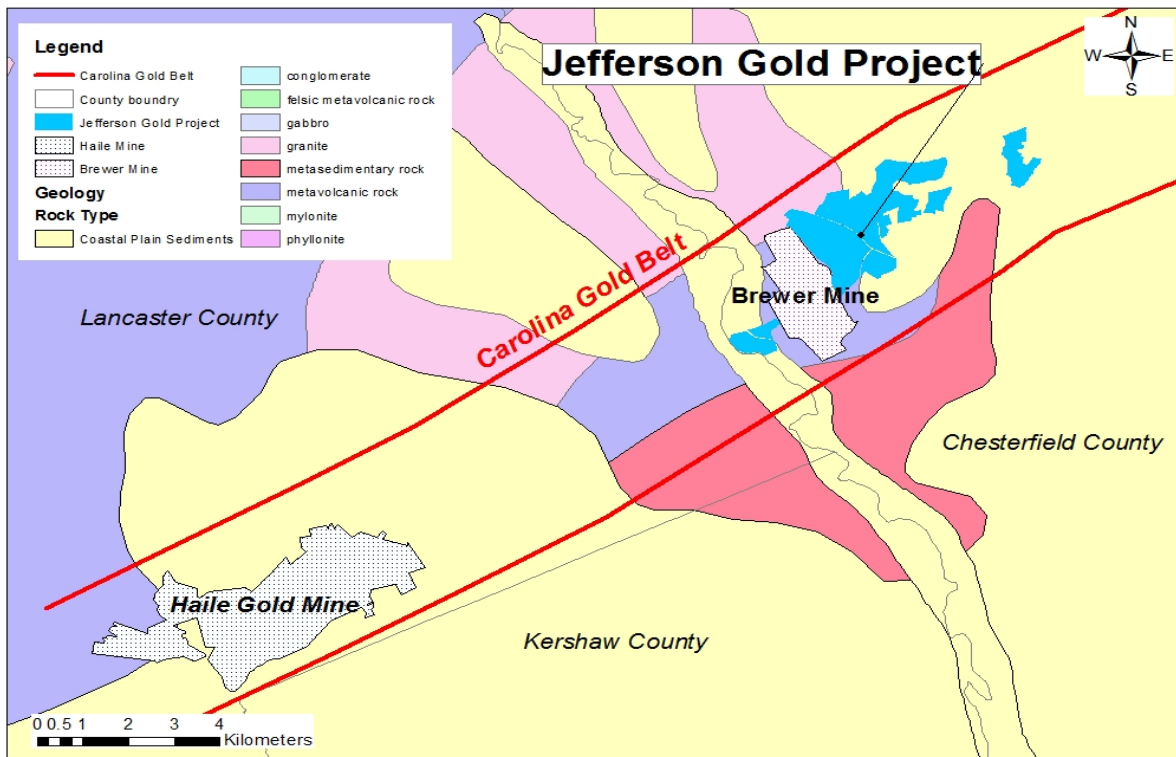 Legend
Carolina Gold Belt
County boundry
Jefferson Gold Project
Haile Mine
Brewer Mine
Geology
Rock Type
Coastal Plain Sediments
conglomerate
felsic metavolcanic rock
gabbro
granite
metasedimentary rock
metavolcanic rock
mylonite
phyllonite
Jefferson Gold Project
N
W E
S
Carolina Gold Belt
Brewer Mine
Lancaster County
Chesterfield County
Haile Gold Mine
Kershaw County
0 0.5 1 2 3 4
Kilometers